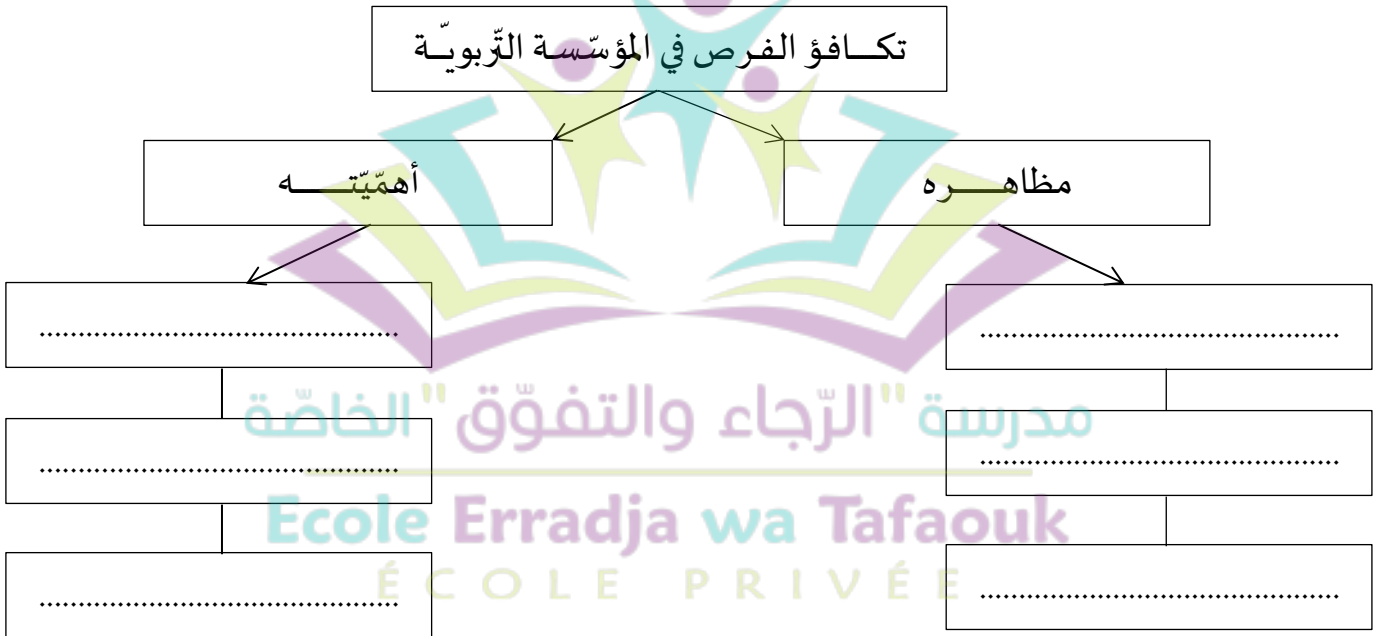 تكافؤ الفرص في المؤسّسة التّربويّة
مظاهره
أهمّيّته
..........................................
..........................................
مدرسة "الرّجاء والتفوّق" الخاصّة
..........................................
..........................................
Ecole Erradja wa Tafaouk
ÉCOLE PRIVÉE
..........................................
..........................................